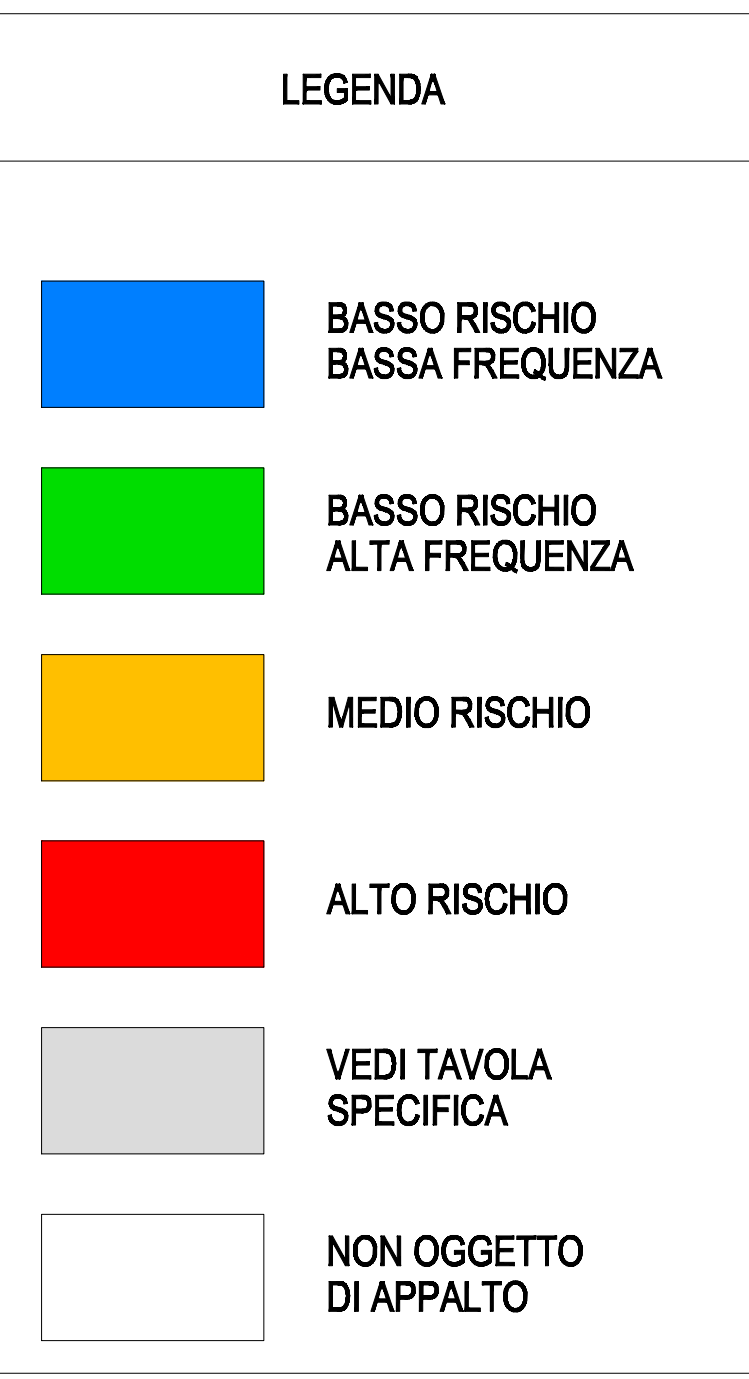 LEGENDA
BASSO RISCHIO
BASSA FREQUENZA
BASSO RISCHIO
ALTA FREQUENZA
MEDIO RISCHIO
ALTO RISCHIO
VEDI TAVOLA
SPECIFICA
NON OGGETTO
DI APPALTO